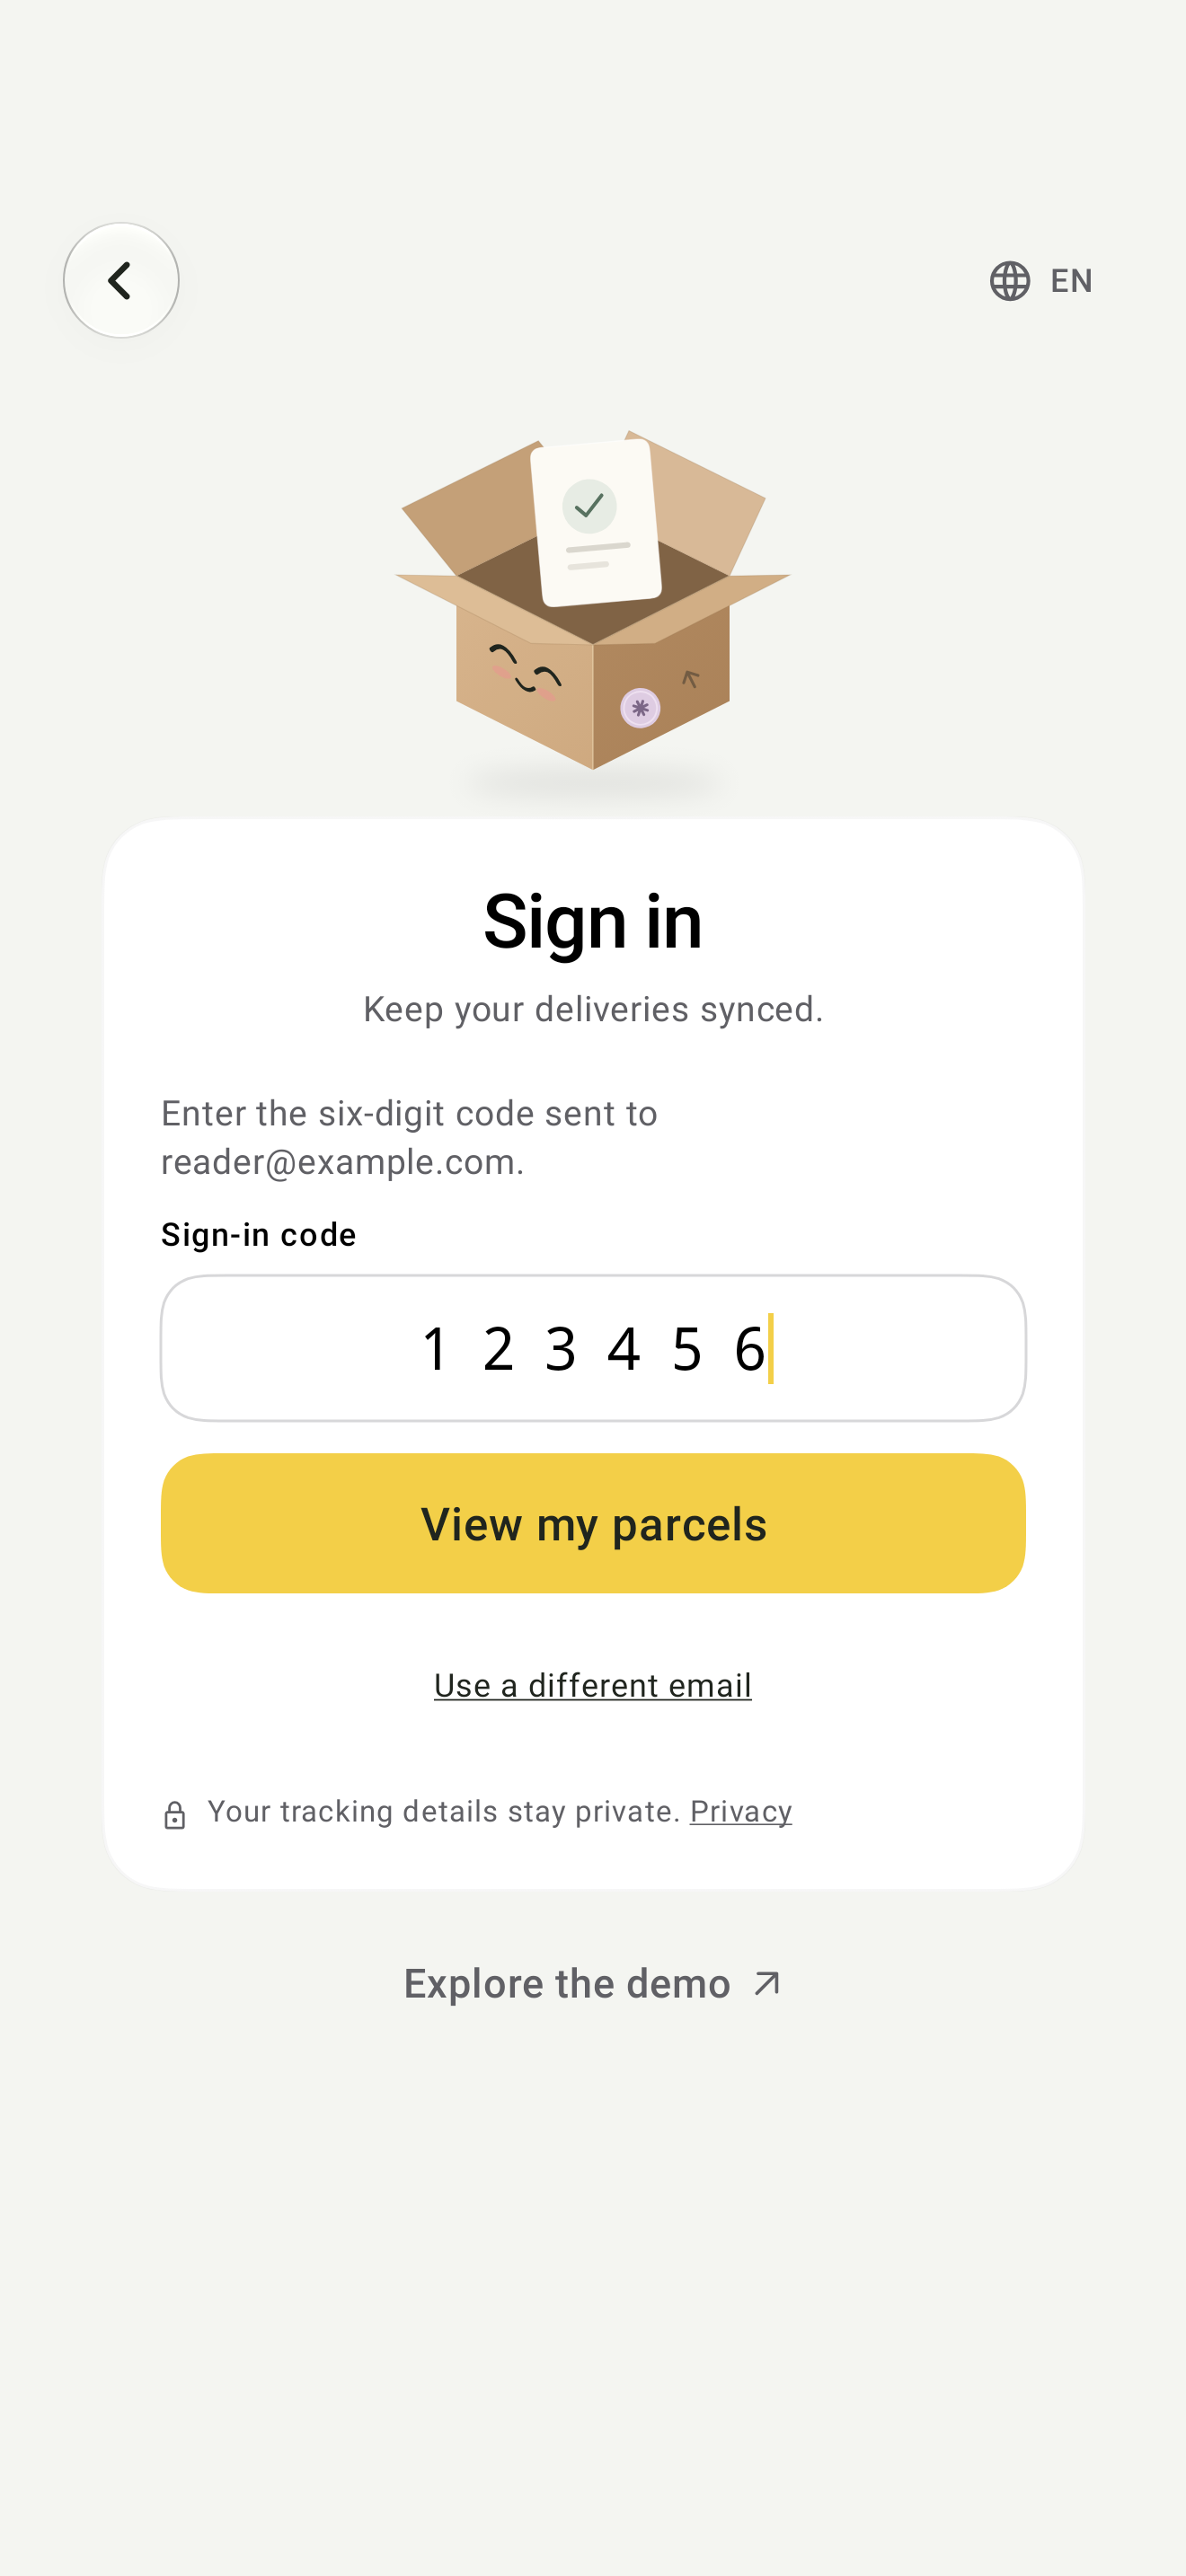 EN
Sign in
Keep your deliveries synced.
Enter the six-digit code sent to
reader@example.com.
Sign-in code
1 2 3 4 5 6
View my parcels
Use a different email
Your tracking details stay private. Privacy
Explore the demo